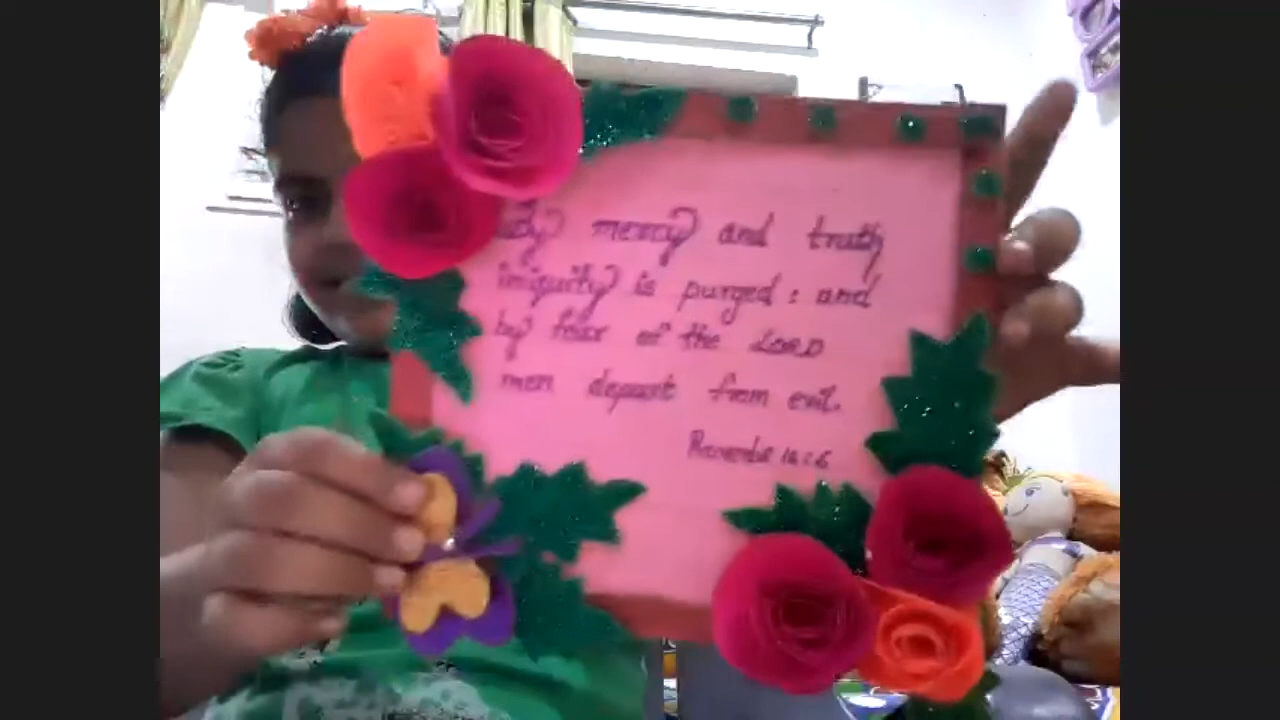 By mercy and truth
iniquity is purged : and
by fear of the LORD
men depart from evil.
Proverbs 16:6